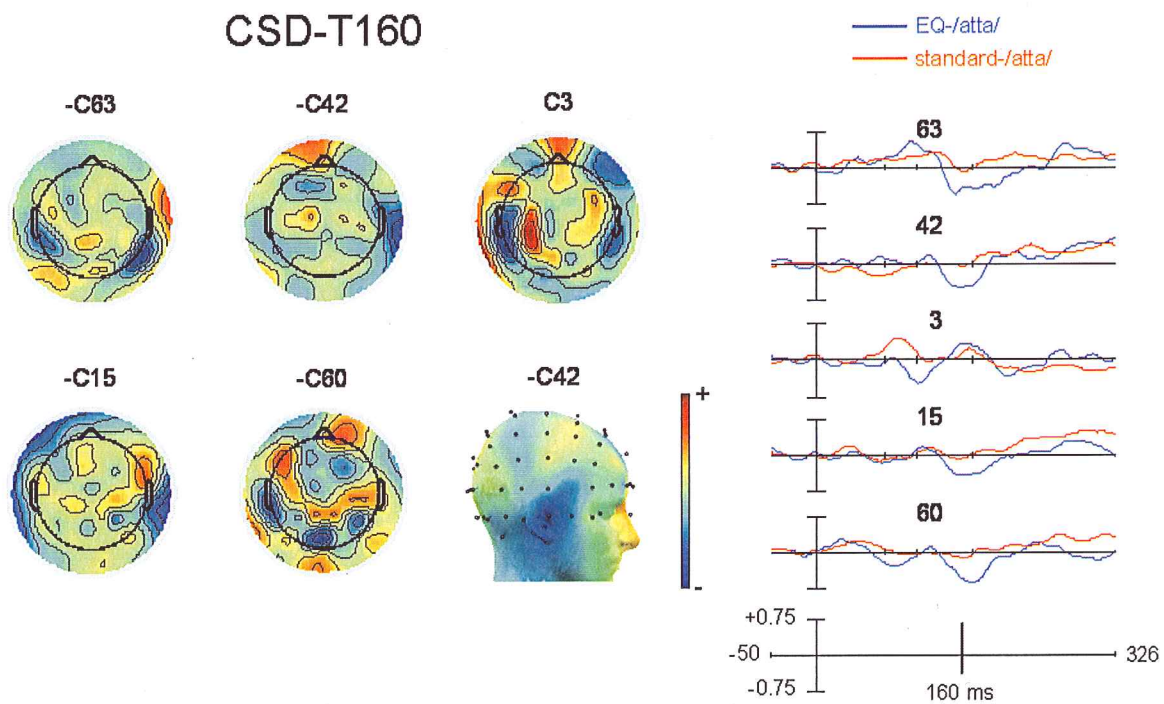 CSD-T160
EQ-/atta/
standard-/atta/
-C63
-C42
C3
-C15
-C60
-C42
+
-
63
42
3
15
60
+0.75
-50
326
-0.75
160 ms